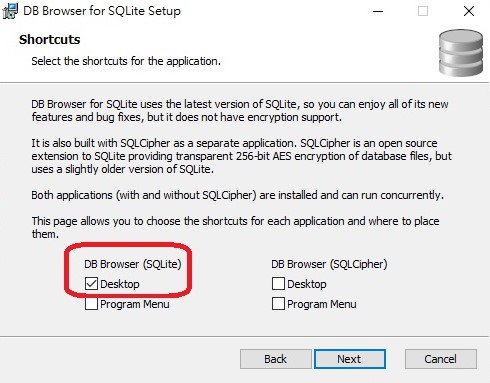 DB Browser for SQLite Setup
Shortcuts
Select the shortcuts for the application.
DB Browser for SQLite uses the latest version of SQLite, so you can enjoy all of its new
features and bug fixes, but it does not have encryption support.
It is also built with SQLCipher as a separate application. SQLCipher is an open source
extension to SQLite providing transparent 256-bit AES encryption of database files, but
uses a slightly older version of SQLite.
Both applications (with and without SQLCipher) are installed and can run concurrently.
This page allows you to choose the shortcuts for each application and where to place
them.
DB Browser (SQLite) DB Browser (SQLCipher)
Desktop Desktop
Program Menu Program Menu
Back Next Cancel